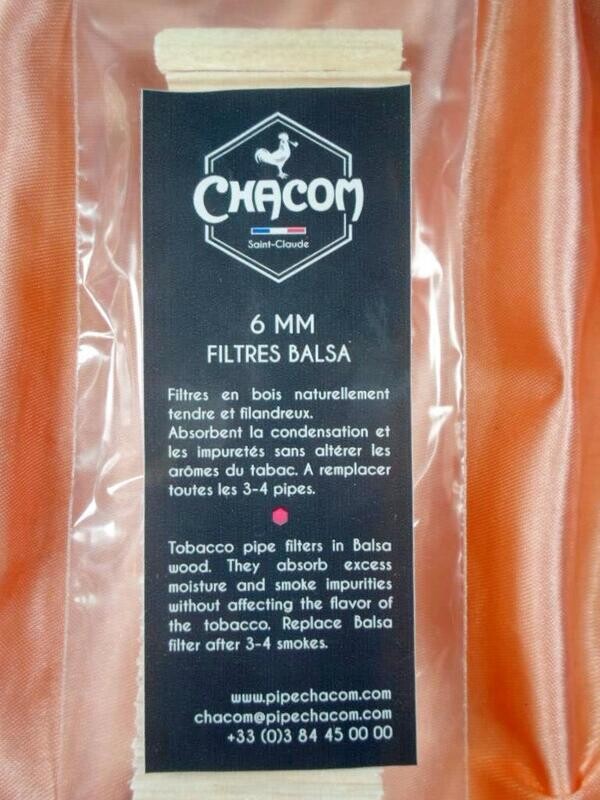 CHACOM
Saint-Claude
6 MM
FILTRES BALSA
Filtres en bois naturellement
tendre et filandreux.
Absorbent la condensation et
les impuretés sans altérer les
arômes du tabac. A remplacer
toutes les 3-4 pipes.
Tobacco pipe filters in Balsa
wood. They absorb excess
moisture and smoke impurities
without affecting the flavor of
the tobacco. Replace Balsa
filter after 3-4 smokes.
www.pipechacom.com
chacom@pipechacom.com
+33 (0)3 84 45 00 00